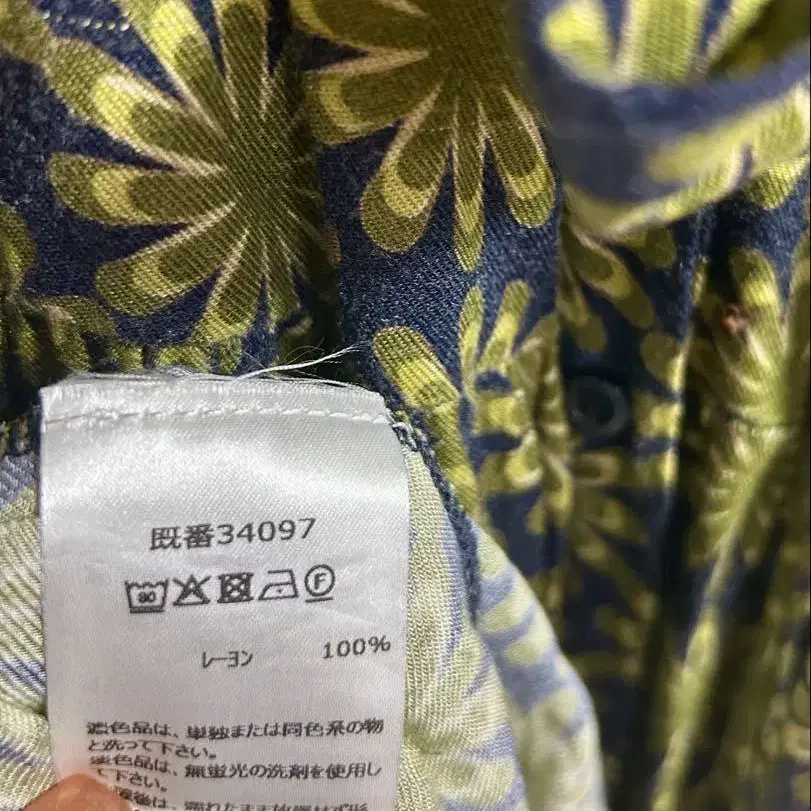 既番34097
レーヨン 100%
濃色品は、単独または同色系の物
と洗って下さい。
淡色品は、無蛍光の洗剤を使用し
て下さい。